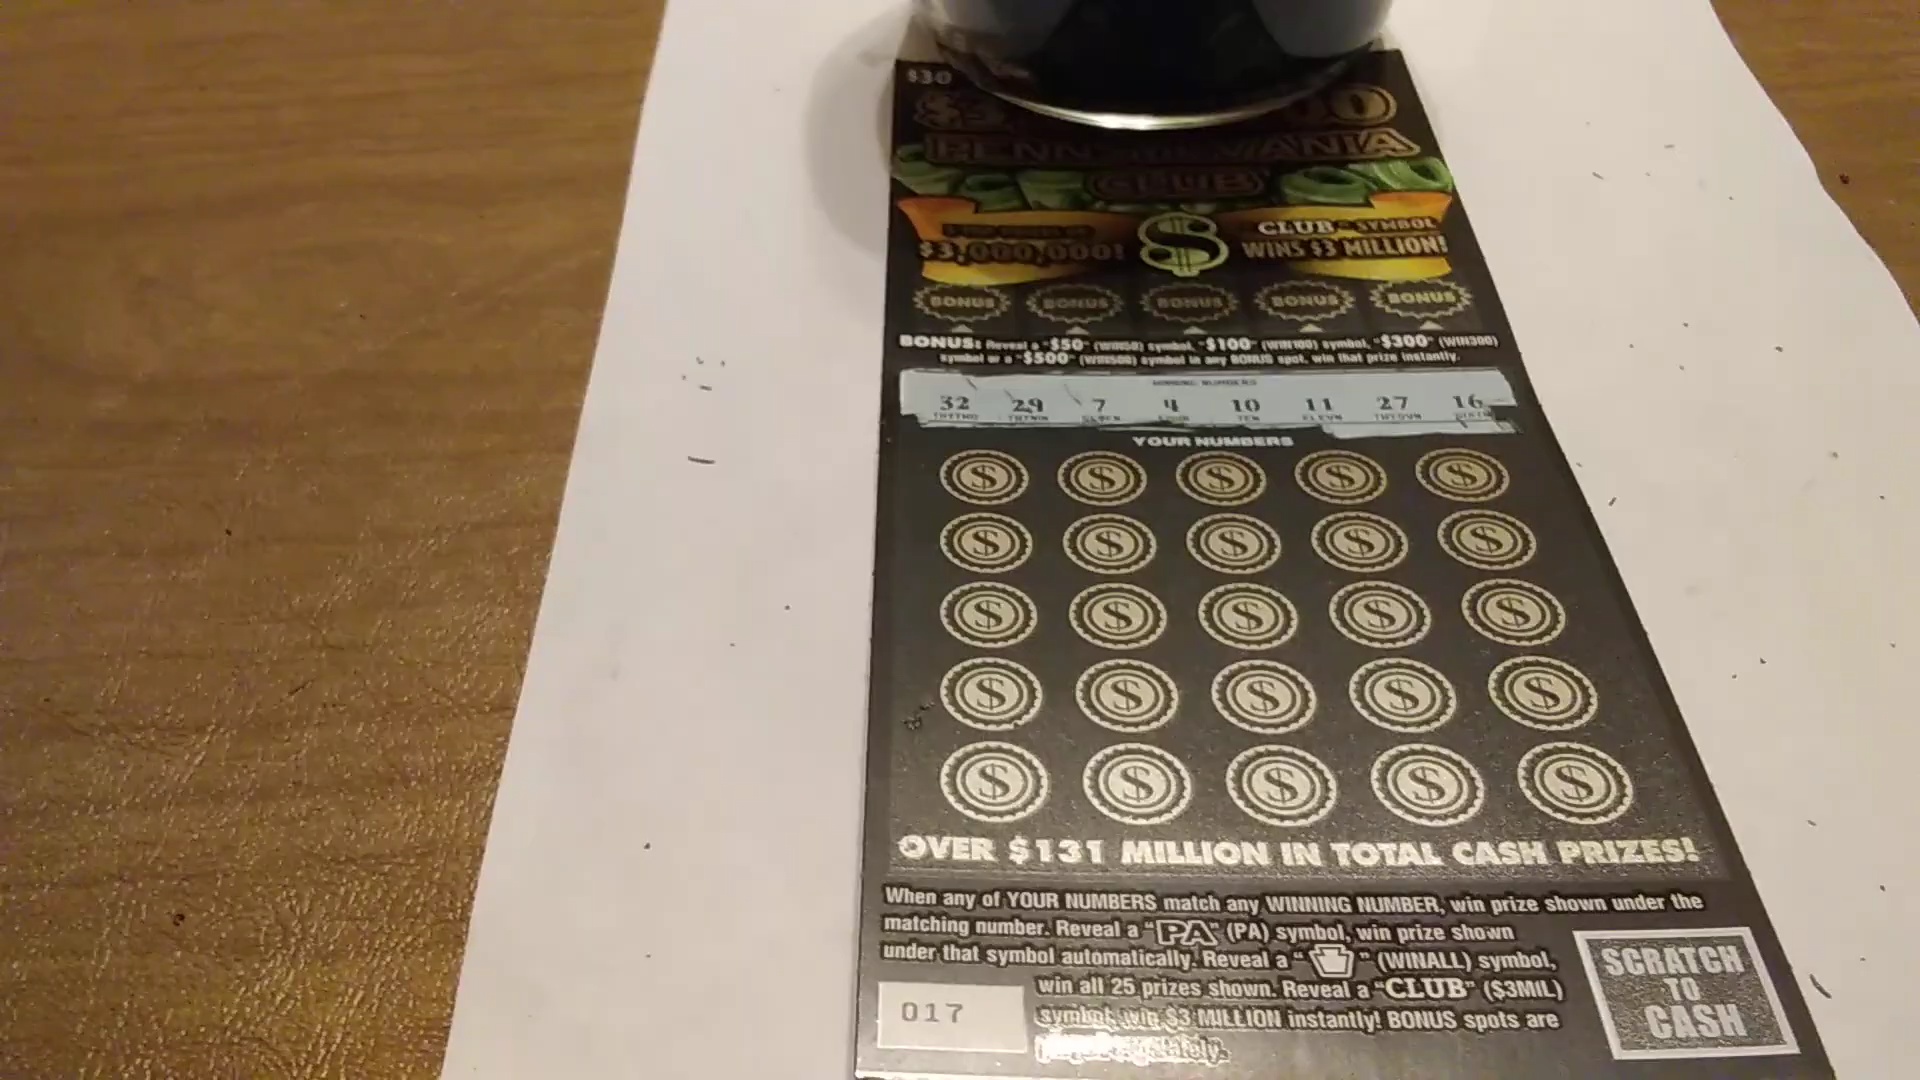 $30
PENNSYLVANIA
CLUB
$3,000,000!
CLUB SYMBOL
WINS $3 MILLION!
BONUS BONUS BONUS BONUS BONUS
BONUS: Reveal a "$50" (WIN50) symbol, "$100" (WIN100) symbol, "$300" (WIN300)
symbol or a "$500" (WIN500) symbol in any BONUS spot, win that prize instantly.
WINNING NUMBERS
32 29 7 4 10 11 27 16
YOUR NUMBERS
$ $ $ $ $
$ $ $ $ $
$ $ $ $ $
$ $ $ $ $
$ $ $ $ $
OVER $131 MILLION IN TOTAL CASH PRIZES!
When any of YOUR NUMBERS match any WINNING NUMBER, win prize shown under the
matching number. Reveal a "PA" (PA) symbol, win prize shown
under that symbol automatically. Reveal a " " (WINALL) symbol,
win all 25 prizes shown. Reveal a "CLUB" ($3MIL)
symbol, win $3 MILLION instantly! BONUS spots are
017
SCRATCH
TO
CASH